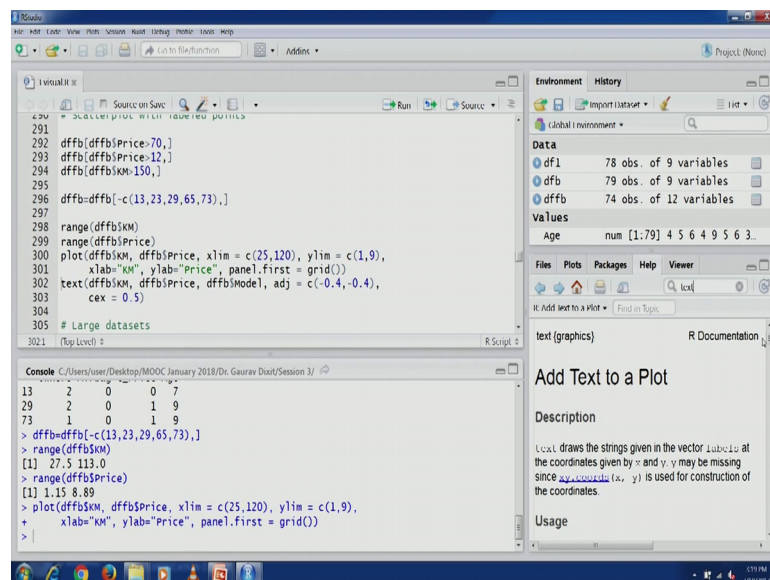 RStudio
File Edit Code View Plots Session Build Debug Profile Tools Help
Go to file/function
Addins
Project: (None)
Source on Save
Run
Source
290 # Scatterplot with labeled points
291
292 dffb[dffb$Price>70,]
293 dffb[dffb$Price>12,]
294 dffb[dffb$KM>150,]
295
296 dffb=dffb[-c(13,23,29,65,73),]
297
298 range(dffb$KM)
299 range(dffb$Price)
300 plot(dffb$KM, dffb$Price, xlim = c(25,120), ylim = c(1,9),
301 xlab="KM", ylab="Price", panel.first = grid())
302 text(dffb$KM, dffb$Price, dffb$Model, adj = c(-0.4,-0.4),
303 cex = 0.5)
304
305 # Large datasets
302:1 (Top Level) R Script
Console C:/Users/user/Desktop/MOOC January 2018/Dr. Gaurav Dixit/Session 3/
13 2 0 0 7
29 2 0 1 9
73 1 0 1 9
> dffb=dffb[-c(13,23,29,65,73),]
> range(dffb$KM)
[1] 27.5 113.0
> range(dffb$Price)
[1] 1.15 8.89
> plot(dffb$KM, dffb$Price, xlim = c(25,120), ylim = c(1,9),
+ xlab="KM", ylab="Price", panel.first = grid())
>
Environment History
Import Dataset List
Global Environment
Data
df1 78 obs. of 9 variables
dfb 79 obs. of 9 variables
dffb 74 obs. of 12 variables
Values
Age num [1:79] 4 5 6 4 9 5 6 3…
Files Plots Packages Help Viewer
text
R: Add Text to a Plot Find in Topic
text {graphics} R Documentation
Add Text to a Plot
Description
text draws the strings given in the vector labels at
the coordinates given by x and y. y may be missing
since xy.coords(x, y) is used for construction of
the coordinates.
Usage
3:19 PM